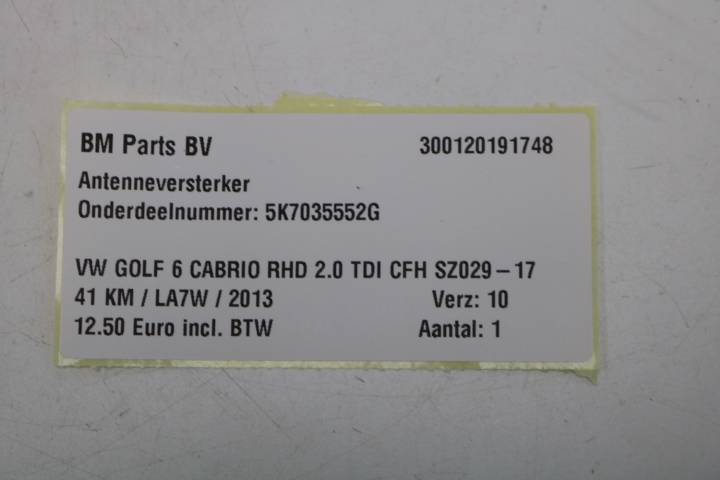 BM Parts BV 300120191748
Antenneversterker
Onderdeelnummer: 5K7035552G
VW GOLF 6 CABRIO RHD 2.0 TDI CFH SZ029-17
41 KM / LA7W / 2013 Verz: 10
12.50 Euro incl. BTW Aantal: 1